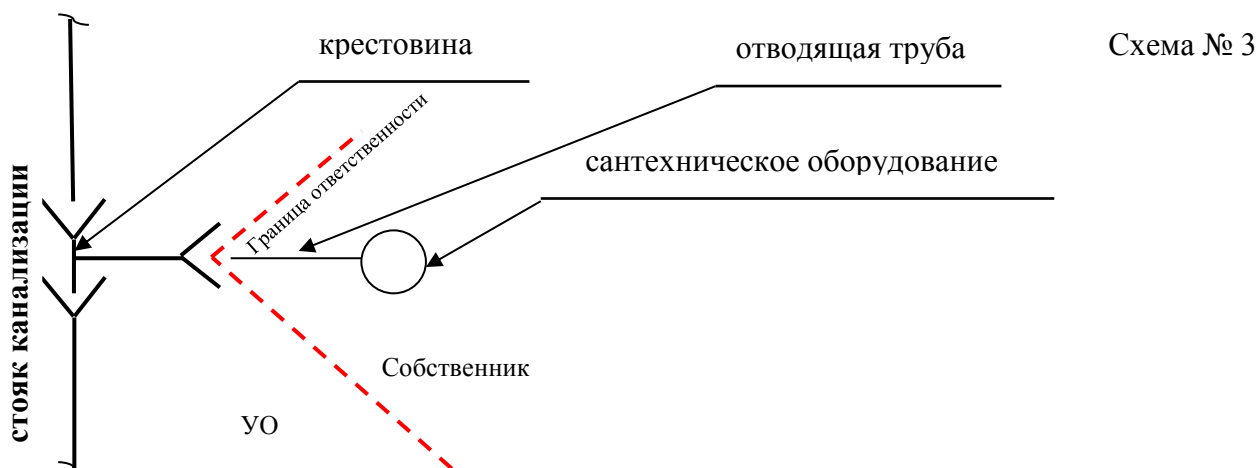 крестовина
отводящая труба
Схема № 3
Граница ответственности
сантехническое оборудование
стояк канализации
Собственник
УО